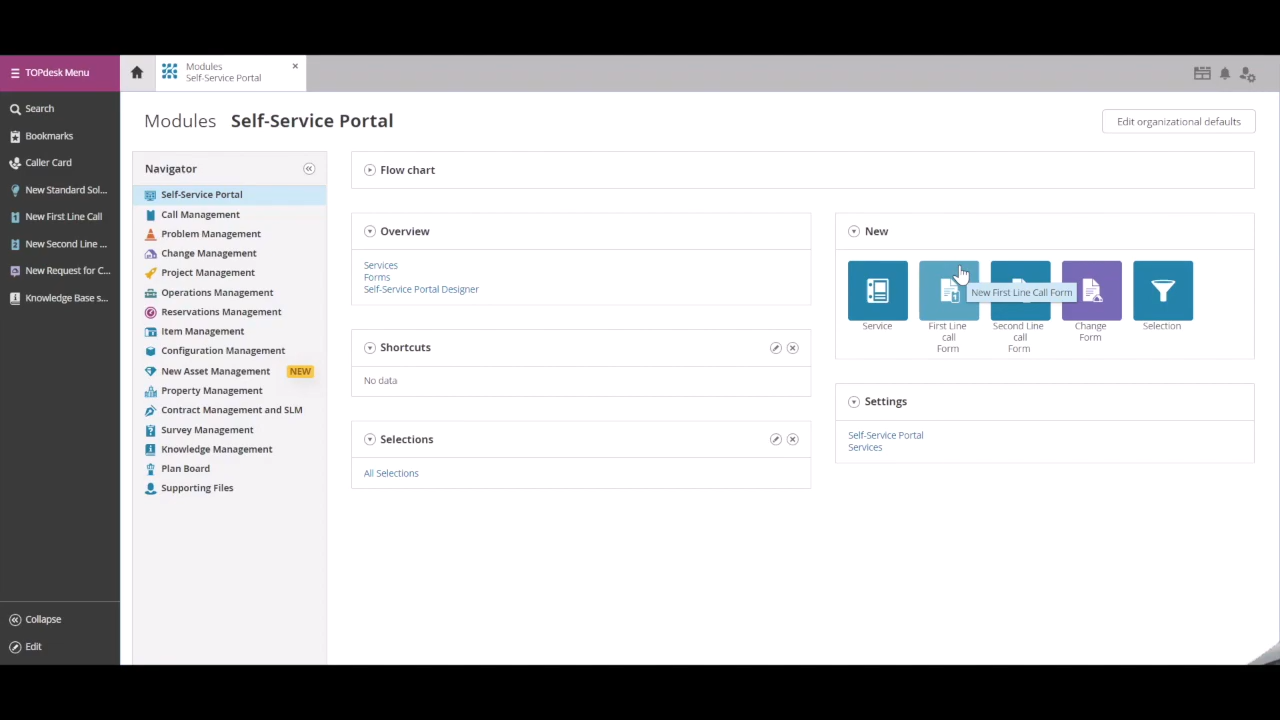 TOPdesk Menu
Modules
Self-Service Portal
Search
Bookmarks
Caller Card
New Standard Sol...
New First Line Call
New Second Line ...
New Request for C...
Knowledge Base s...
Collapse
Edit
Modules Self-Service Portal
Edit organizational defaults
Navigator
Self-Service Portal
Call Management
Problem Management
Change Management
Project Management
Operations Management
Reservations Management
Item Management
Configuration Management
New Asset Management NEW
Property Management
Contract Management and SLM
Survey Management
Knowledge Management
Plan Board
Supporting Files
Flow chart
Overview
Services
Forms
Self-Service Portal Designer
Shortcuts
No data
Selections
All Selections
New
New First Line Call Form
Service
First Line
call
Form
Second Line
call
Form
Change
Form
Selection
Settings
Self-Service Portal
Services